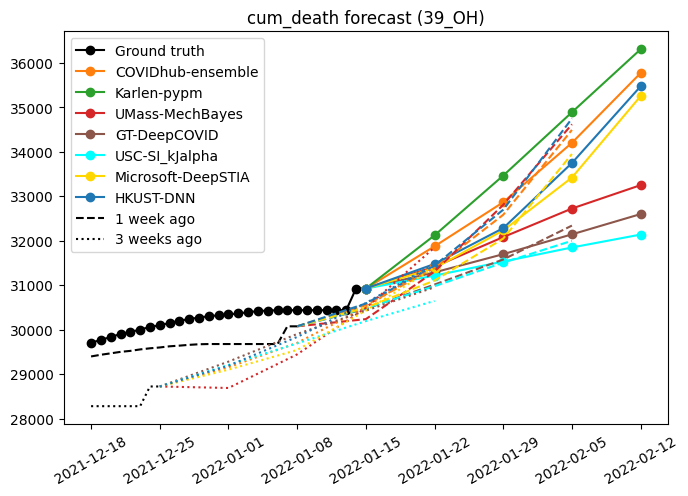 cum_death forecast (39_OH)
36000
35000
34000
33000
32000
31000
30000
29000
28000
Ground truth
COVIDhub-ensemble
Karlen-pypm
UMass-MechBayes
GT-DeepCOVID
USC-SI_kJalpha
Microsoft-DeepSTIA
HKUST-DNN
1 week ago
3 weeks ago
2021-12-18
2021-12-25
2022-01-01
2022-01-08
2022-01-15
2022-01-22
2022-01-29
2022-02-05
2022-02-12